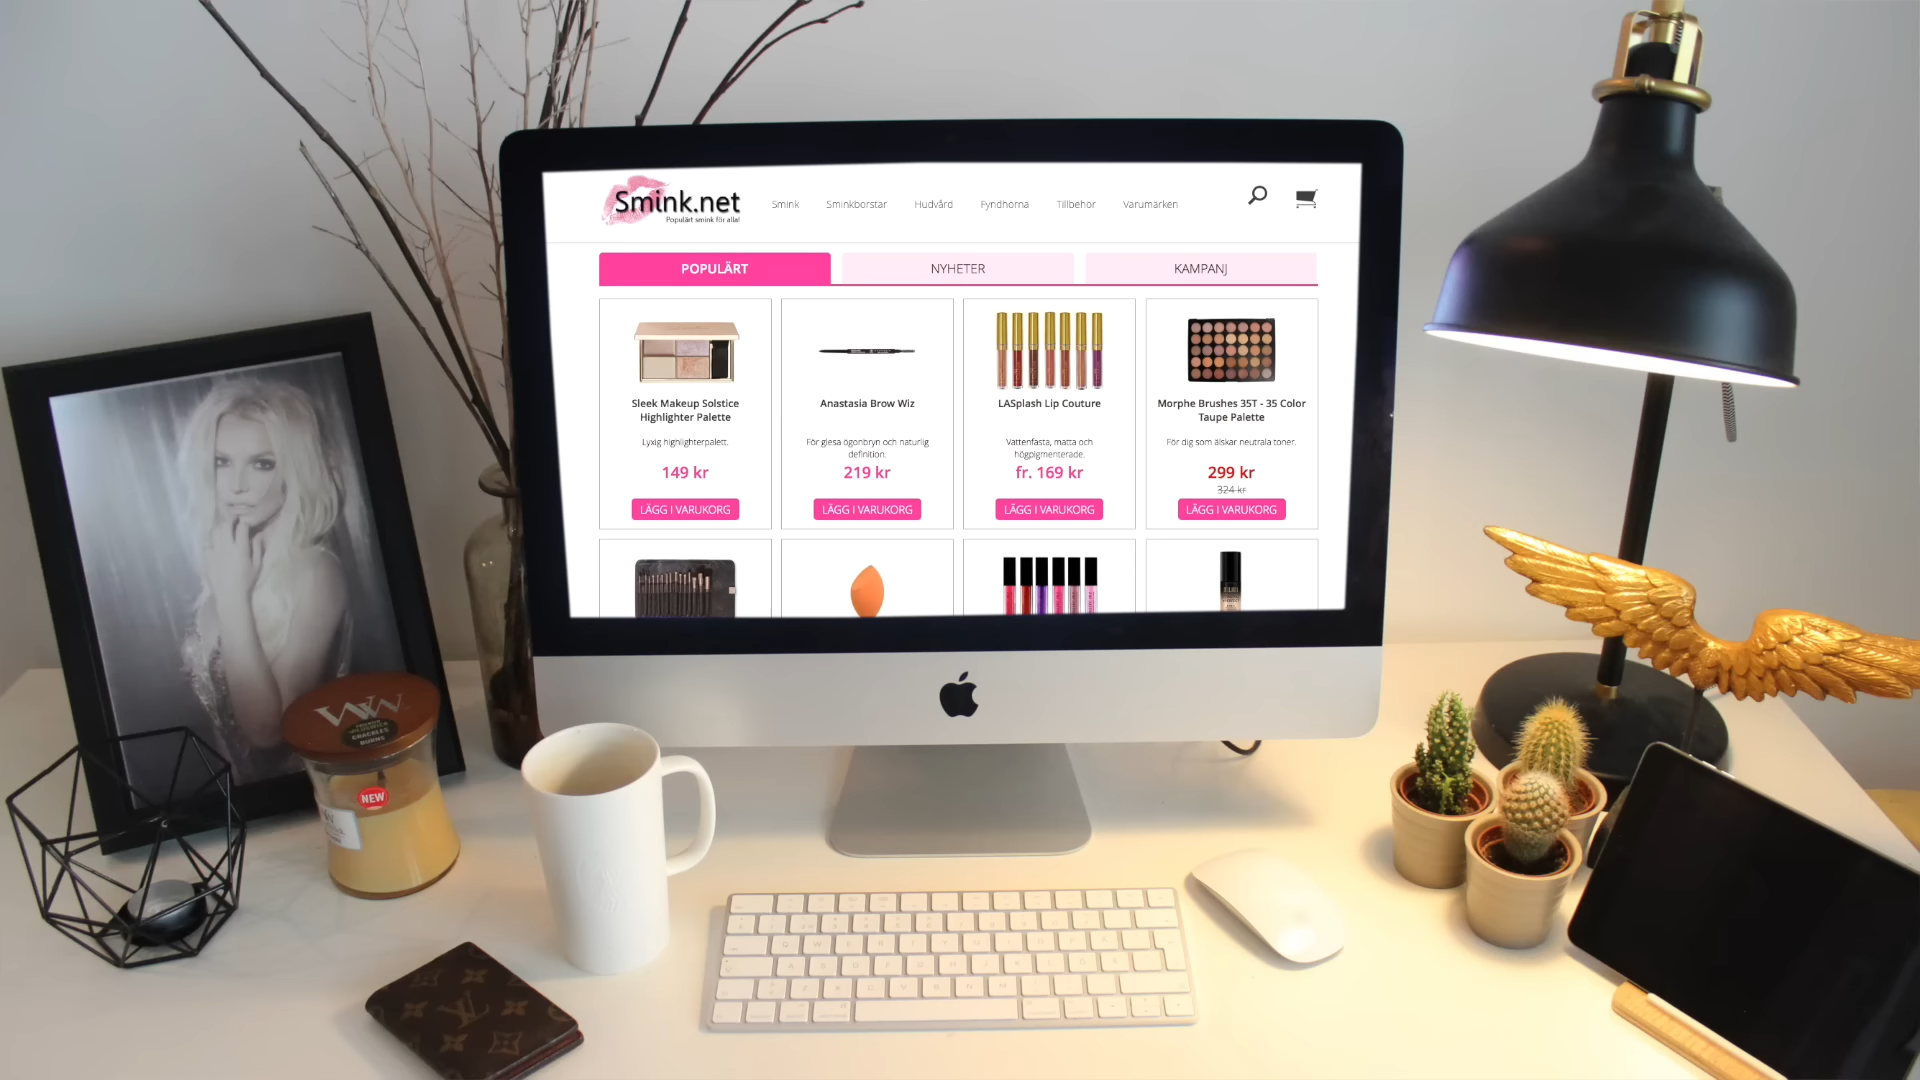 Smink.net
Populärt smink för alla!
Smink Sminkborstar Hudvård Fyndhörna Tillbehör Varumärken
POPULÄRT NYHETER KAMPANJ
Sleek Makeup Solstice
Highlighter Palette
Lyxig highlighterpalett.
149 kr
LÄGG I VARUKORG
Anastasia Brow Wiz
För glesa ögonbryn och naturlig
definition.
219 kr
LÄGG I VARUKORG
LASplash Lip Couture
Vattenfasta, matta och
högpigmenterade.
fr. 169 kr
LÄGG I VARUKORG
Morphe Brushes 35T - 35 Color
Taupe Palette
För dig som älskar neutrala toner.
299 kr
324 kr
LÄGG I VARUKORG
WW
CRACKLES
BURNS
NEW